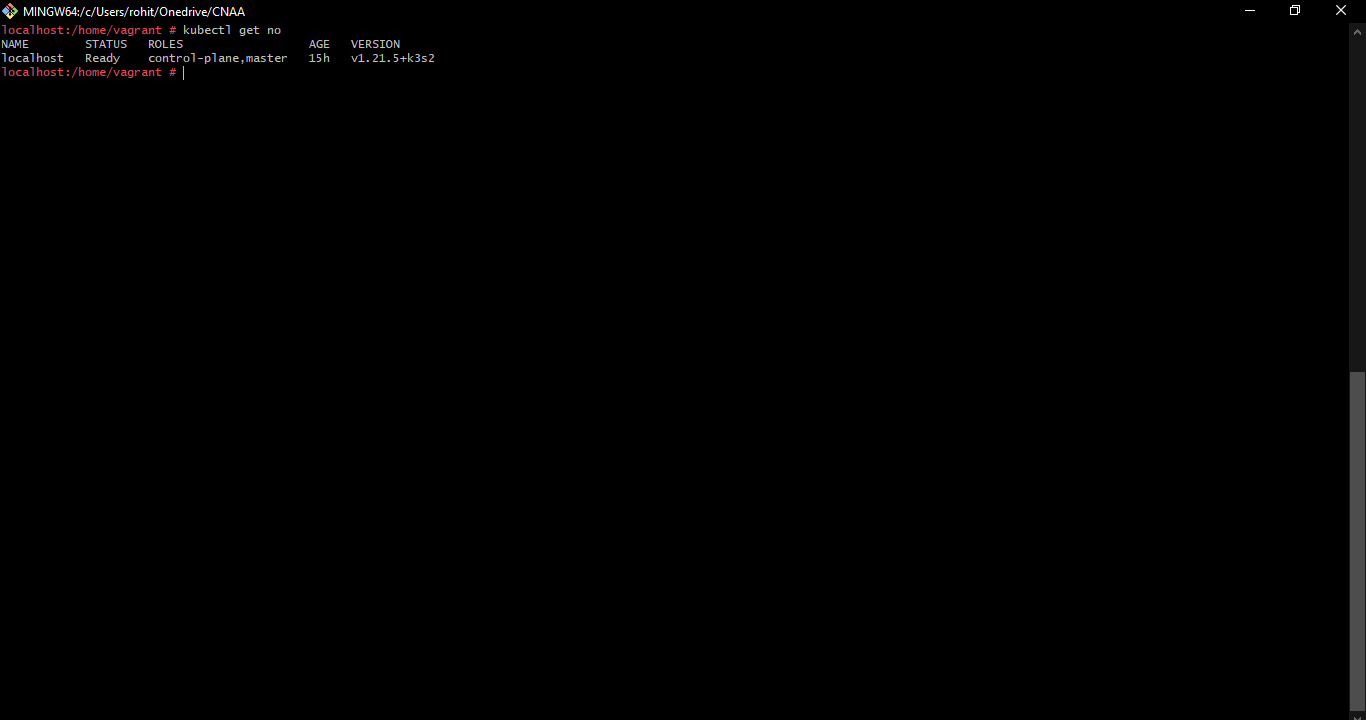 MINGW64:/c/Users/rohit/Onedrive/CNAA
localhost:/home/vagrant # kubectl get no
NAME        STATUS   ROLES                  AGE   VERSION
localhost   Ready    control-plane,master   15h   v1.21.5+k3s2
localhost:/home/vagrant #